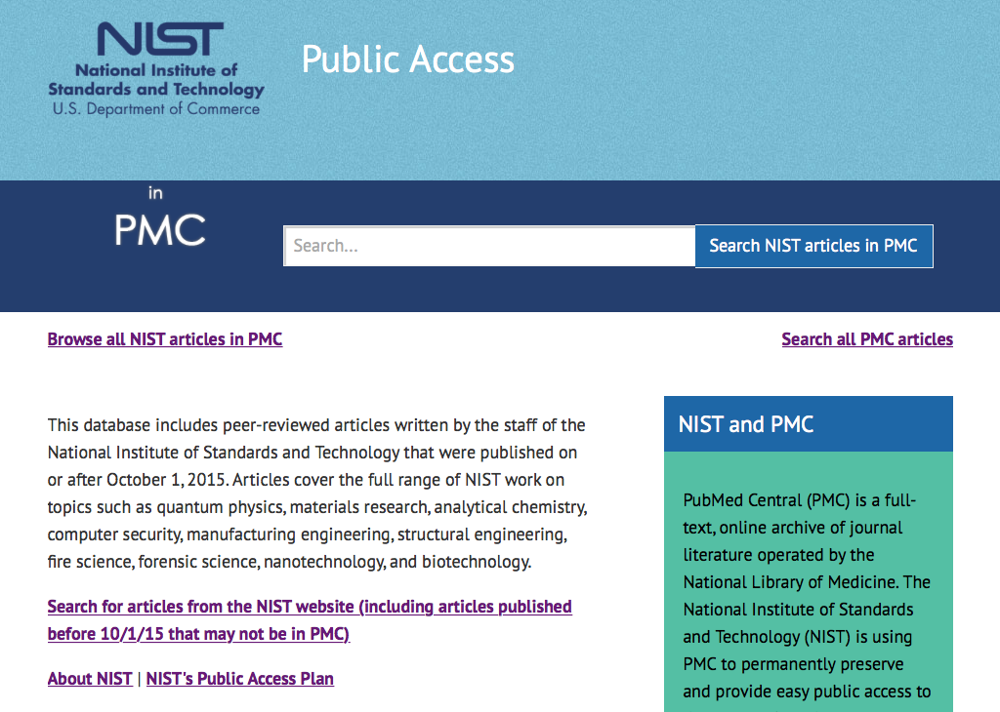 NIST
National Institute of
Standards and Technology
U.S. Department of Commerce
Public Access
in
PMC
Search...
Search NIST articles in PMC
Browse all NIST articles in PMC
Search all PMC articles
This database includes peer-reviewed articles written by the staff of the
National Institute of Standards and Technology that were published on
or after October 1, 2015. Articles cover the full range of NIST work on
topics such as quantum physics, materials research, analytical chemistry,
computer security, manufacturing engineering, structural engineering,
fire science, forensic science, nanotechnology, and biotechnology.
Search for articles from the NIST website (including articles published
before 10/1/15 that may not be in PMC)
About NIST | NIST's Public Access Plan
NIST and PMC
PubMed Central (PMC) is a full-
text, online archive of journal
literature operated by the
National Library of Medicine. The
National Institute of Standards
and Technology (NIST) is using
PMC to permanently preserve
and provide easy public access to